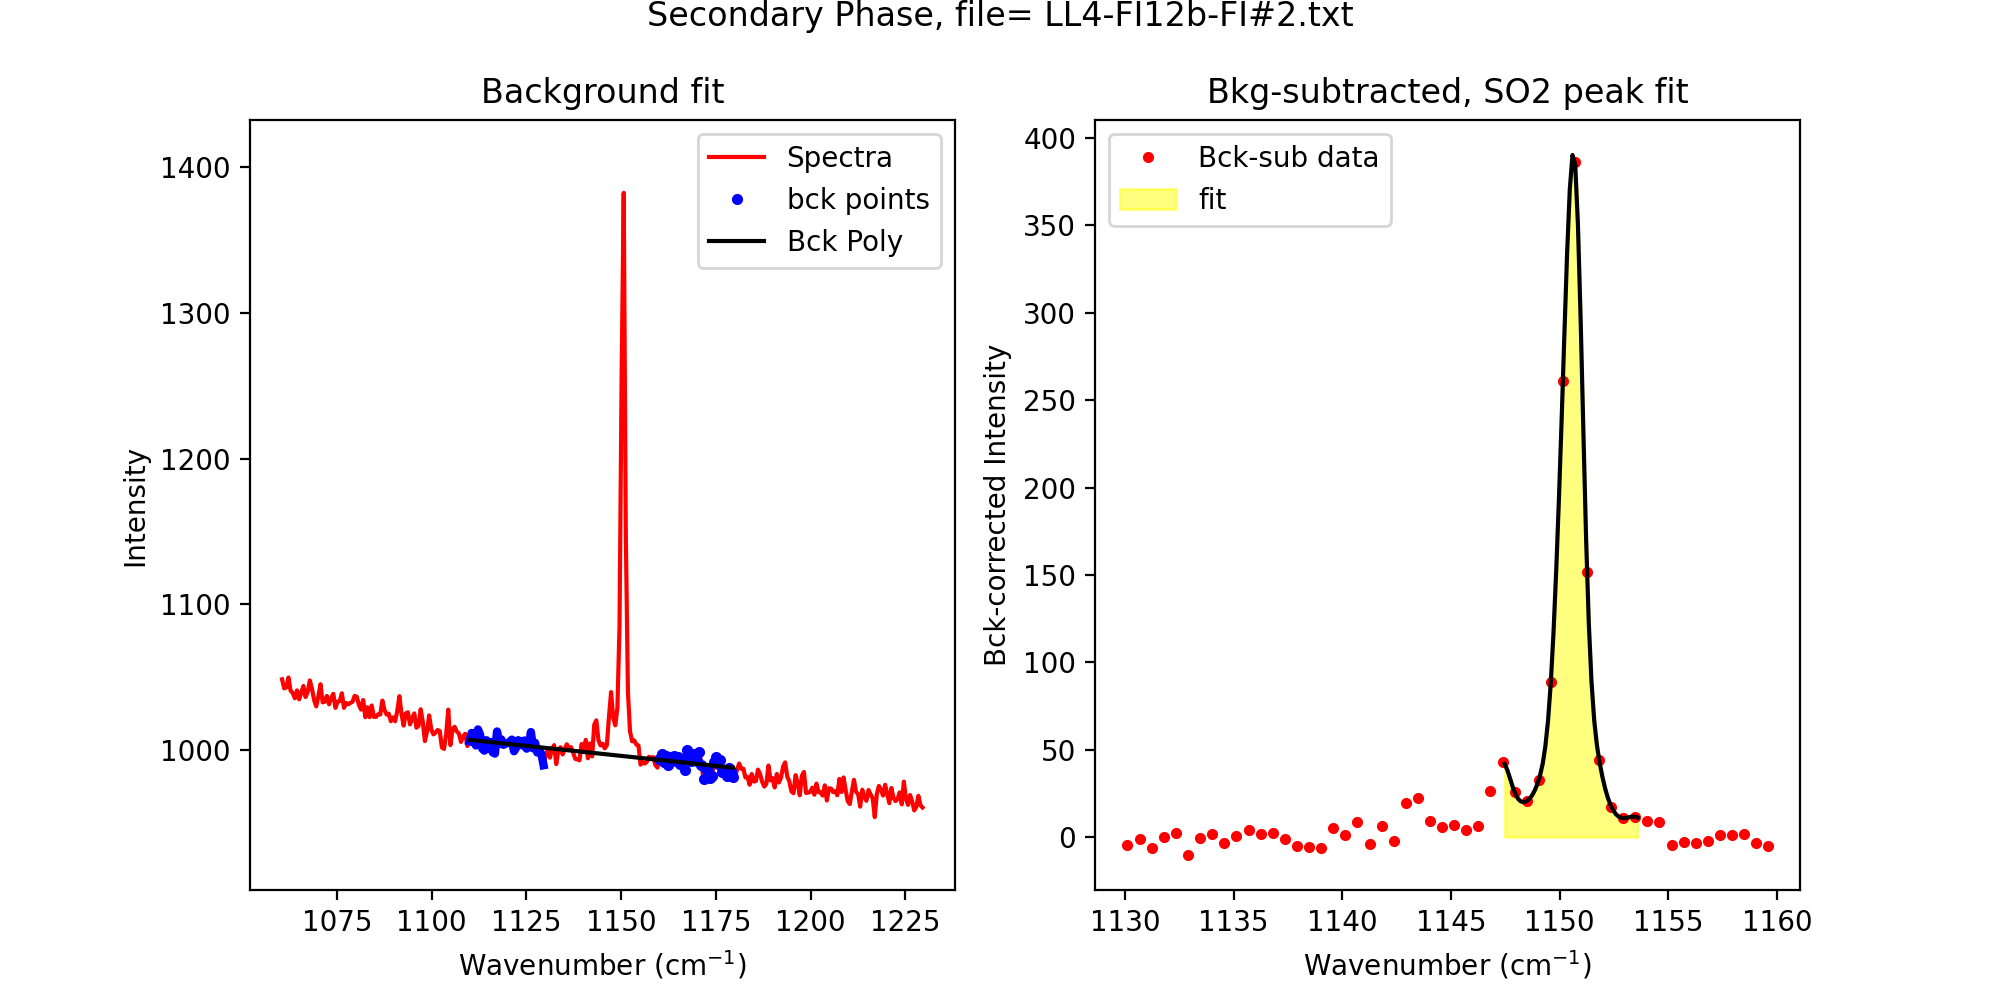 Secondary Phase, file= LL4-FI12b-FI#2.txt
Background fit
Spectra
bck points
Bck Poly
1400
1300
1200
1100
1000
Intensity
1075 1100 1125 1150 1175 1200 1225
Wavenumber (cm⁻¹)
Bkg-subtracted, SO2 peak fit
Bck-sub data
fit
400
350
300
250
200
150
100
50
0
Bck-corrected Intensity
1130 1135 1140 1145 1150 1155 1160
Wavenumber (cm⁻¹)